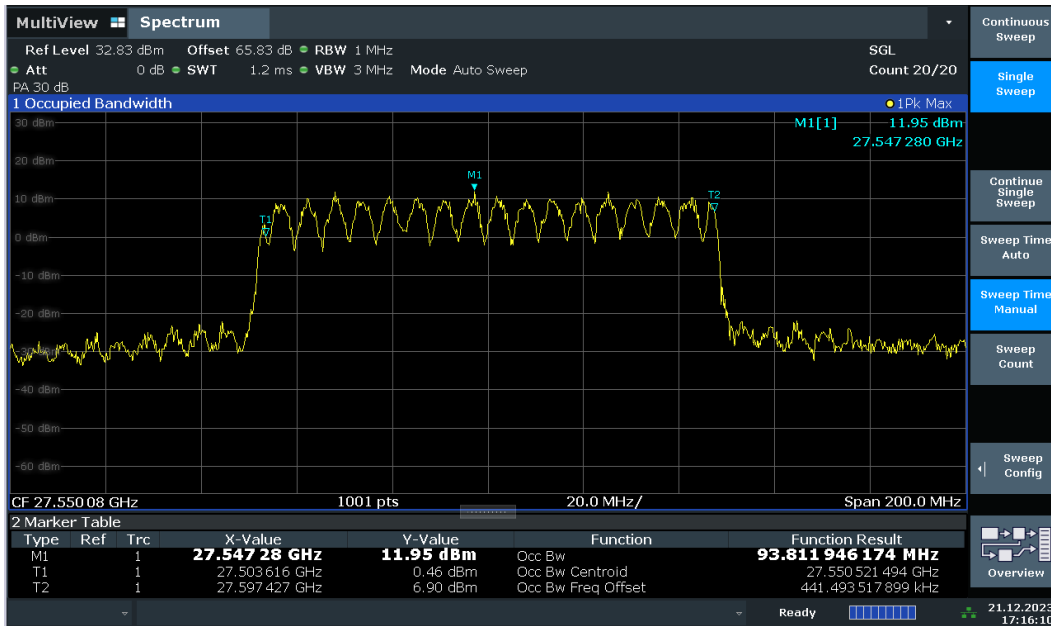 MultiView Spectrum
Ref Level 32.83 dBm Offset 65.83 dB RBW 1 MHz SGL
Att 0 dB SWT 1.2 ms VBW 3 MHz Mode Auto Sweep Count 20/20
PA 30 dB
1 Occupied Bandwidth 1Pk Max
30 dBm
M1[1] 11.95 dBm
27.547 280 GHz
20 dBm
M1
10 dBm
T1
T2
0 dBm
-10 dBm
-20 dBm
-30 dBm
-40 dBm
-50 dBm
-60 dBm
CF 27.550 08 GHz 1001 pts 20.0 MHz/ Span 200.0 MHz
2 Marker Table
Type Ref Trc X-Value Y-Value Function Function Result
M1 1 27.547 28 GHz 11.95 dBm Occ Bw 93.811 946 174 MHz
T1 1 27.503 616 GHz 0.46 dBm Occ Bw Centroid 27.550 521 494 GHz
T2 1 27.597 427 GHz 6.90 dBm Occ Bw Freq Offset 441.493 517 899 kHz
Ready
21.12.2023
17:16:10
Continuous
Sweep
Single
Sweep
Continue
Single
Sweep
Sweep Time
Auto
Sweep Time
Manual
Sweep
Count
Sweep
Config
Overview